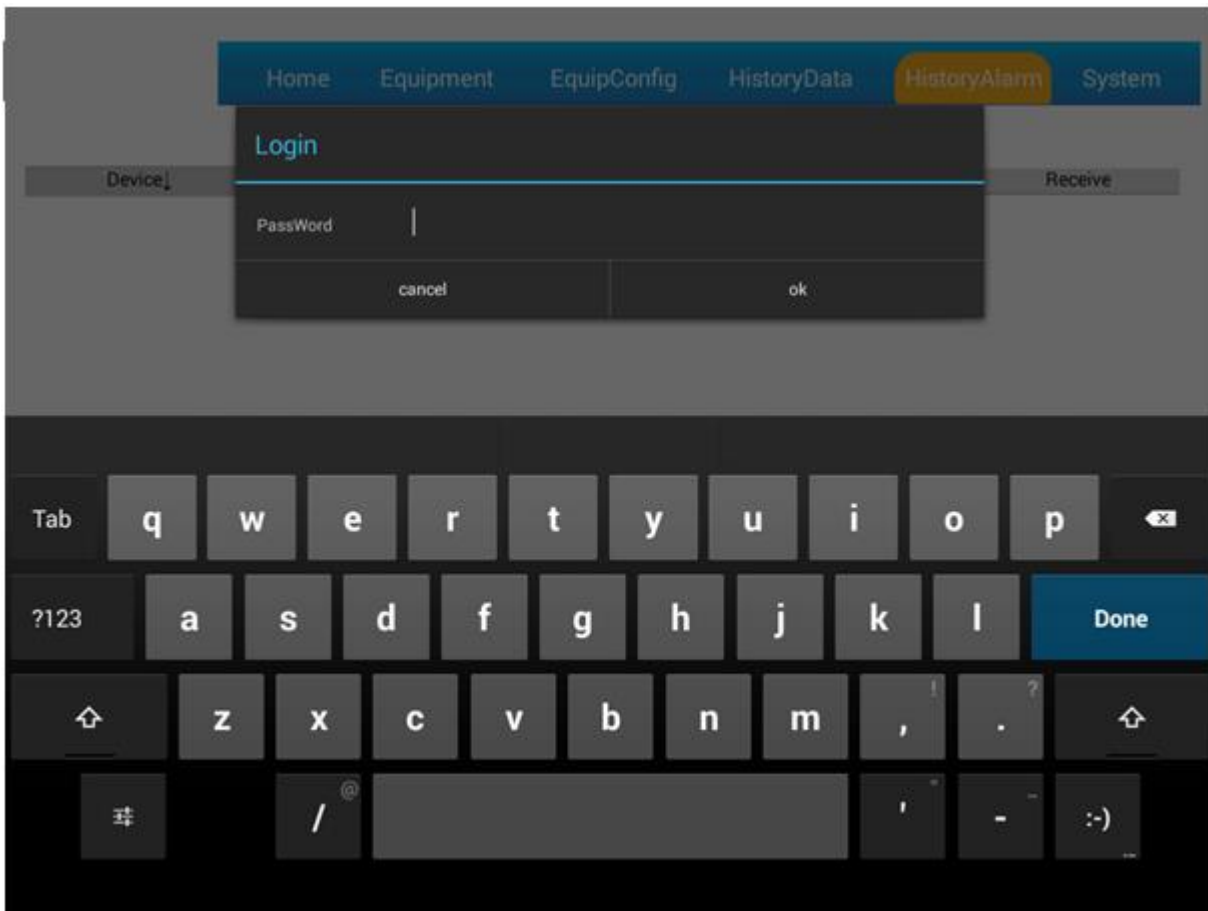 Home Equipment EquipConfig HistoryData HistoryAlarm System
Login
Device↓ Receive
PassWord
cancel ok
Tab q w e r t y u i o p
?123 a s d f g h j k l Done
z x c v b n m , ! . ?
/ @ ' " - _ :-)